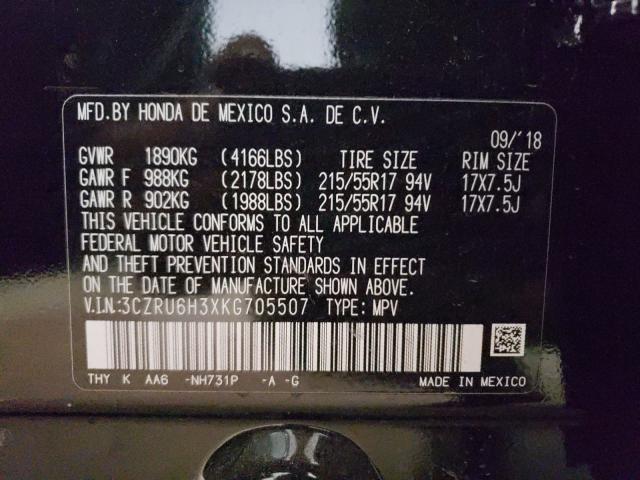 MFD.BY HONDA DE MEXICO S.A. DE C.V.
09/'18
GVWR 1890KG (4166LBS) TIRE SIZE RIM SIZE
GAWR F 988KG (2178LBS) 215/55R17 94V 17X7.5J
GAWR R 902KG (1988LBS) 215/55R17 94V 17X7.5J
THIS VEHICLE CONFORMS TO ALL APPLICABLE
FEDERAL MOTOR VEHICLE SAFETY
AND THEFT PREVENTION STANDARDS IN EFFECT
ON THE DATE OF MANUFACTURE SHOWN ABOVE.
V.I.N.:3CZRU6H3XKG705507 TYPE: MPV
THY K AA6 -NH731P -A -G MADE IN MEXICO